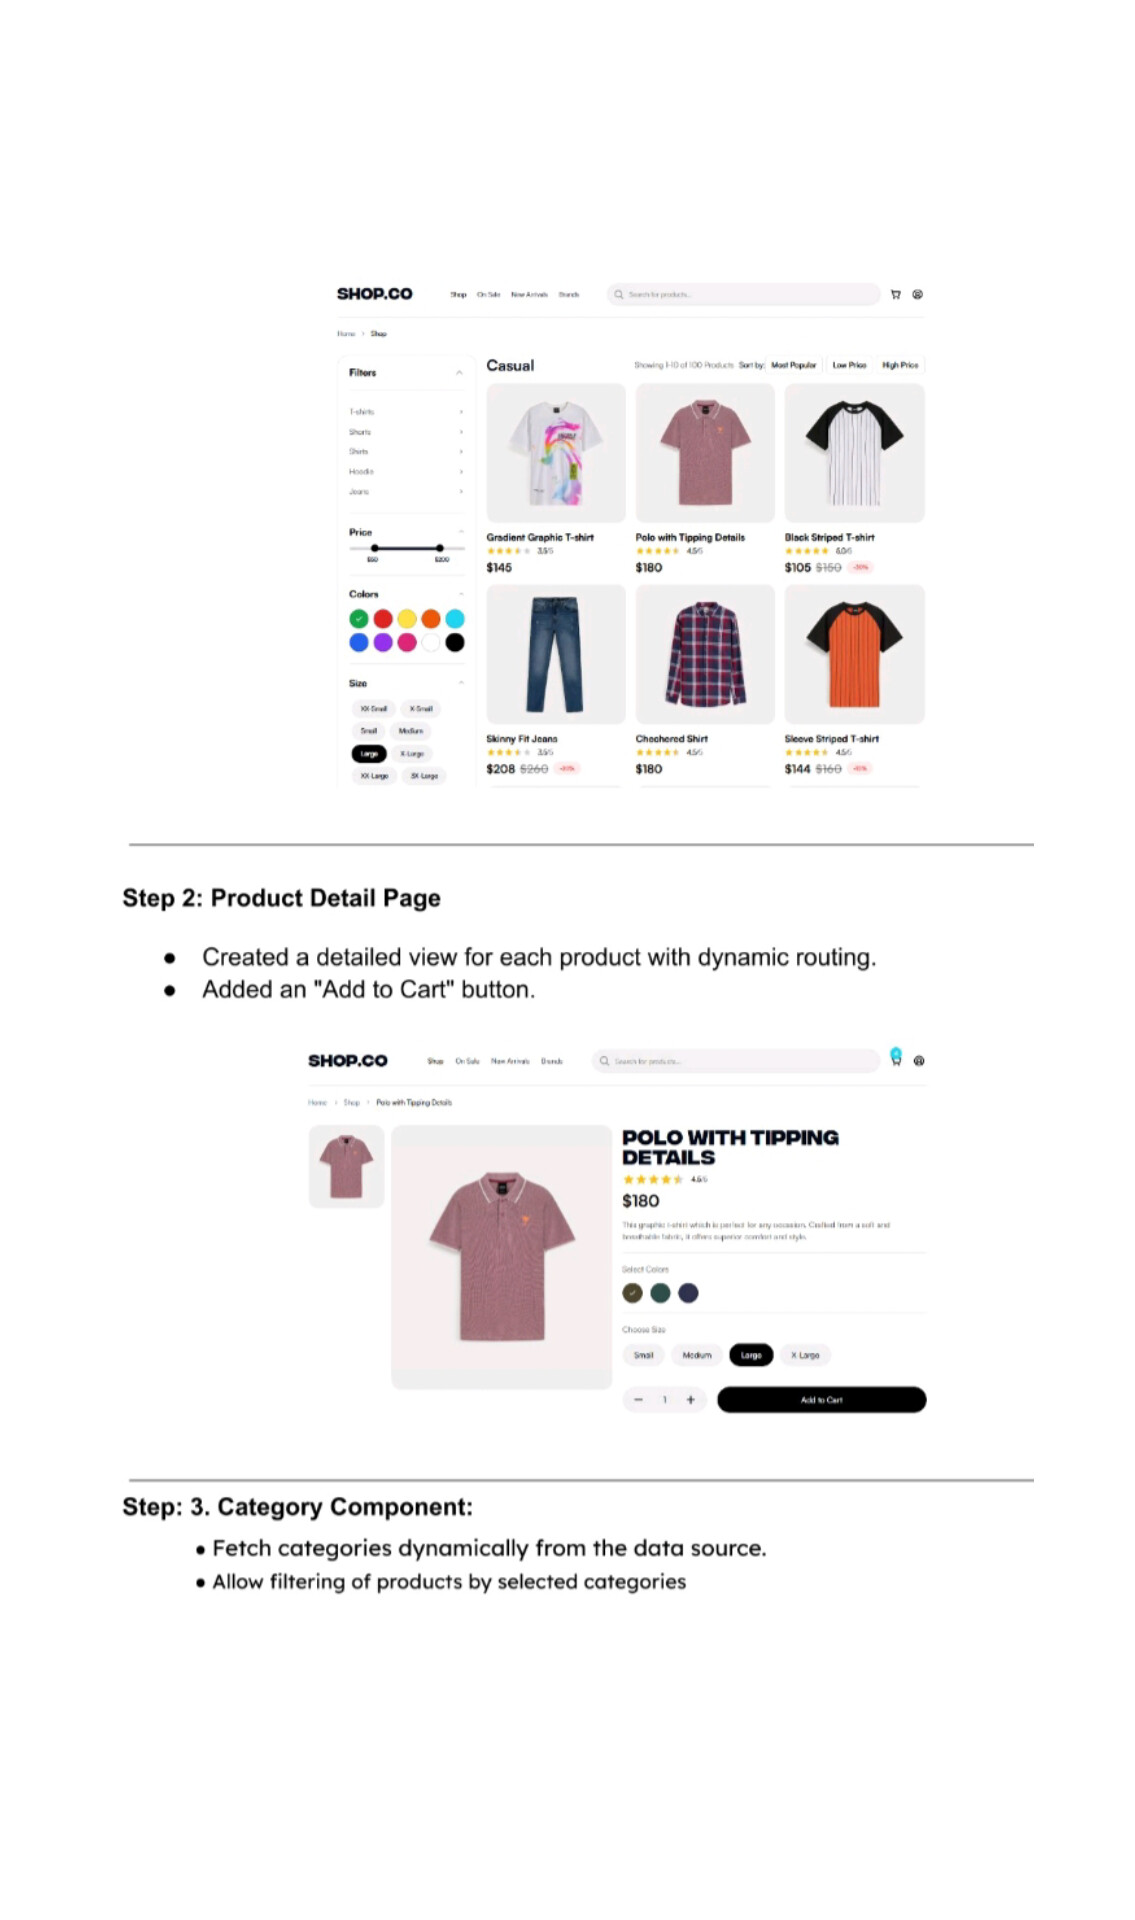 SHOP.CO
Shop On Sale New Arrivals Brands
Search for products...
Home > Shop
Filters
T-shirts
Shorts
Shirts
Hoodie
Jeans
Price
$50 $200
Colors
Size
XX-Small X-Small
Small Medium
Large X-Large
XX-Large 3X-Large
Casual
Showing 1-10 of 100 Products Sort by: Most Popular Low Price High Price
Gradient Graphic T-shirt
3.5/5
$145
Polo with Tipping Details
4.5/5
$180
Black Striped T-shirt
5.0/5
$105 $150 -30%
Skinny Fit Jeans
3.5/5
$208 $260 -20%
Checkered Shirt
4.5/5
$180
Sleeve Striped T-shirt
4.5/5
$144 $160 -10%
Step 2: Product Detail Page
● Created a detailed view for each product with dynamic routing.
● Added an "Add to Cart" button.
SHOP.CO
Shop On Sale New Arrivals Brands
Search for products...
Home > Shop > Polo with Tipping Details
POLO WITH TIPPING
DETAILS
4.5/5
$180
This graphic t-shirt which is perfect for any occasion. Crafted from a soft and
breathable fabric, it offers superior comfort and style.
Select Colors
Choose Size
Small Medium Large X-Large
− 1 + Add to Cart
Step: 3. Category Component:
• Fetch categories dynamically from the data source.
• Allow filtering of products by selected categories